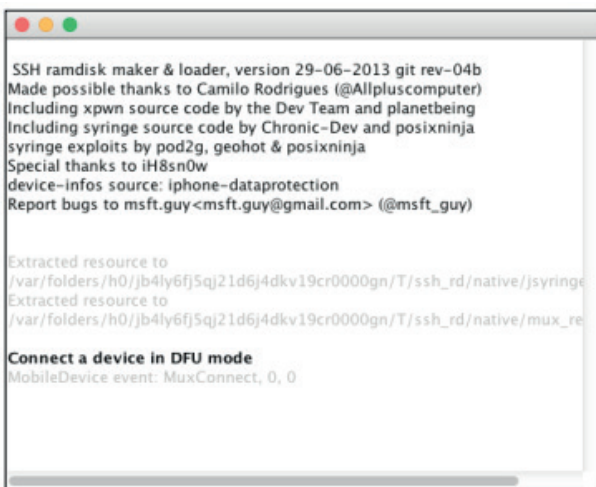 SSH ramdisk maker & loader, version 29-06-2013 git rev-04b
Made possible thanks to Camilo Rodrigues (@Allpluscomputer)
Including xpwn source code by the Dev Team and planetbeing
Including syringe source code by Chronic-Dev and posixninja
syringe exploits by pod2g, geohot & posixninja
Special thanks to iH8sn0w
device-infos source: iphone-dataprotection
Report bugs to msft.guy<msft.guy@gmail.com> (@msft_guy)
Extracted resource to
/var/folders/h0/jb4ly6fj5qj21d6j4dkv19cr0000gn/T/ssh_rd/native/jsyringe
Extracted resource to
/var/folders/h0/jb4ly6fj5qj21d6j4dkv19cr0000gn/T/ssh_rd/native/mux_re
Connect a device in DFU mode
MobileDevice event: MuxConnect, 0, 0